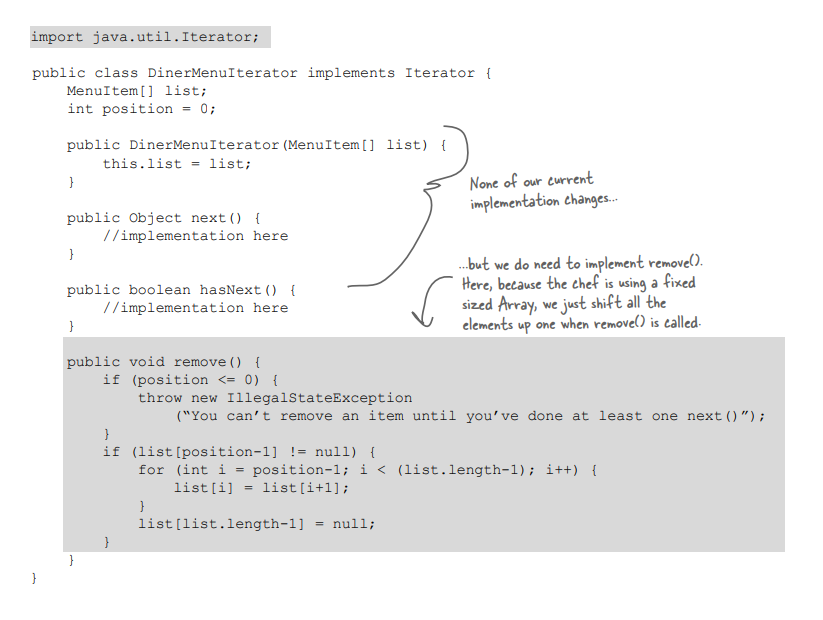 import java.util.Iterator;
public class DinerMenuIterator implements Iterator {
MenuItem[] list;
int position = 0;
public DinerMenuIterator(MenuItem[] list) {
this.list = list;
}
None of our current
implementation changes...
public Object next() {
//implementation here
}
public boolean hasNext() {
//implementation here
}
...but we do need to implement remove().
Here, because the chef is using a fixed
sized Array, we just shift all the
elements up one when remove() is called.
public void remove() {
if (position <= 0) {
throw new IllegalStateException
(“You can’t remove an item until you’ve done at least one next()”);
}
if (list[position-1] != null) {
for (int i = position-1; i < (list.length-1); i++) {
list[i] = list[i+1];
}
list[list.length-1] = null;
}
}
}